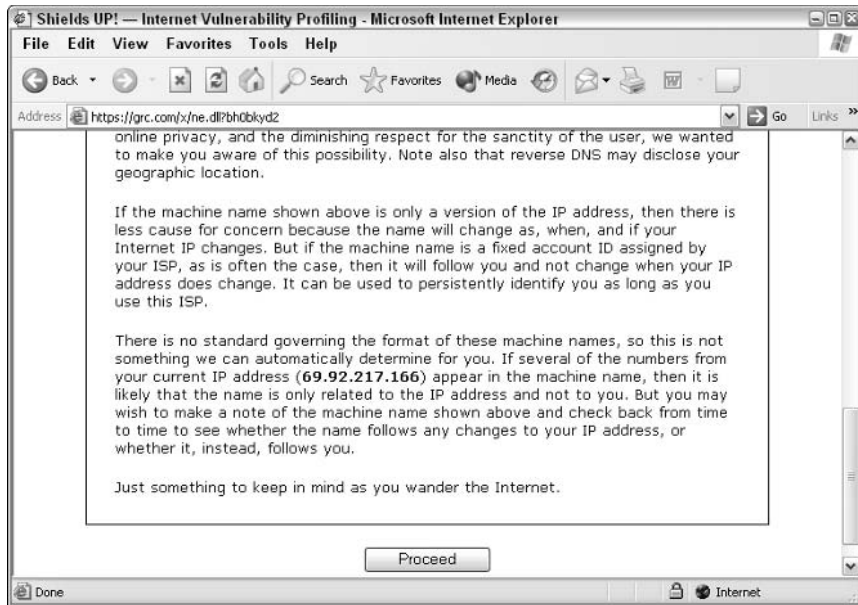 Shields UP! — Internet Vulnerability Profiling - Microsoft Internet Explorer
File Edit View Favorites Tools Help
Back Search Favorites Media
Address https://grc.com/x/ne.dll?bh0bkyd2 Go Links »
online privacy, and the diminishing respect for the sanctity of the user, we wanted
to make you aware of this possibility. Note also that reverse DNS may disclose your
geographic location.
If the machine name shown above is only a version of the IP address, then there is
less cause for concern because the name will change as, when, and if your
Internet IP changes. But if the machine name is a fixed account ID assigned by
your ISP, as is often the case, then it will follow you and not change when your IP
address does change. It can be used to persistently identify you as long as you
use this ISP.
There is no standard governing the format of these machine names, so this is not
something we can automatically determine for you. If several of the numbers from
your current IP address (69.92.217.166) appear in the machine name, then it is
likely that the name is only related to the IP address and not to you. But you may
wish to make a note of the machine name shown above and check back from time
to time to see whether the name follows any changes to your IP address, or
whether it, instead, follows you.
Just something to keep in mind as you wander the Internet.
Proceed
Done Internet